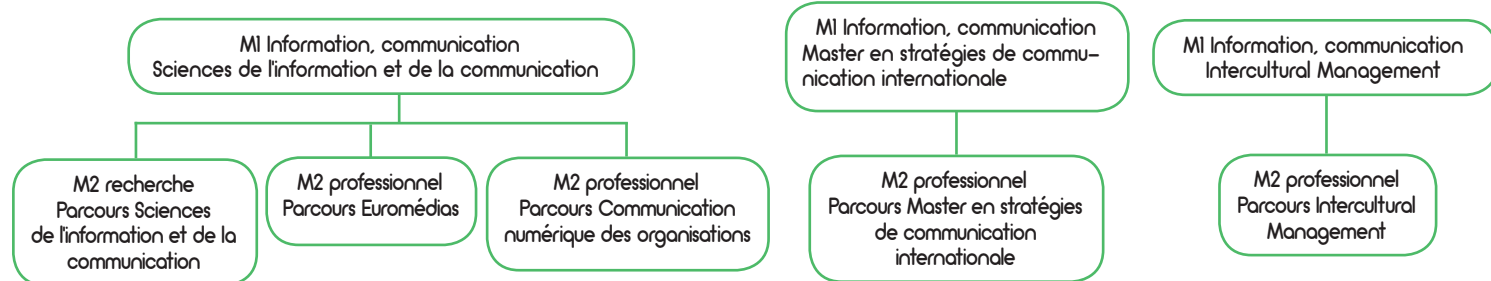 M1 Information, communication
Sciences de l'information et de la communication
M1 Information, communication
Master en stratégies de commu-
nication internationale
M1 Information, communication
Intercultural Management
M2 recherche
Parcours Sciences
de l'information et de la
communication
M2 professionnel
Parcours Euromédias
M2 professionnel
Parcours Communication
numérique des organisations
M2 professionnel
Parcours Master en stratégies
de communication
internationale
M2 professionnel
Parcours Intercultural
Management